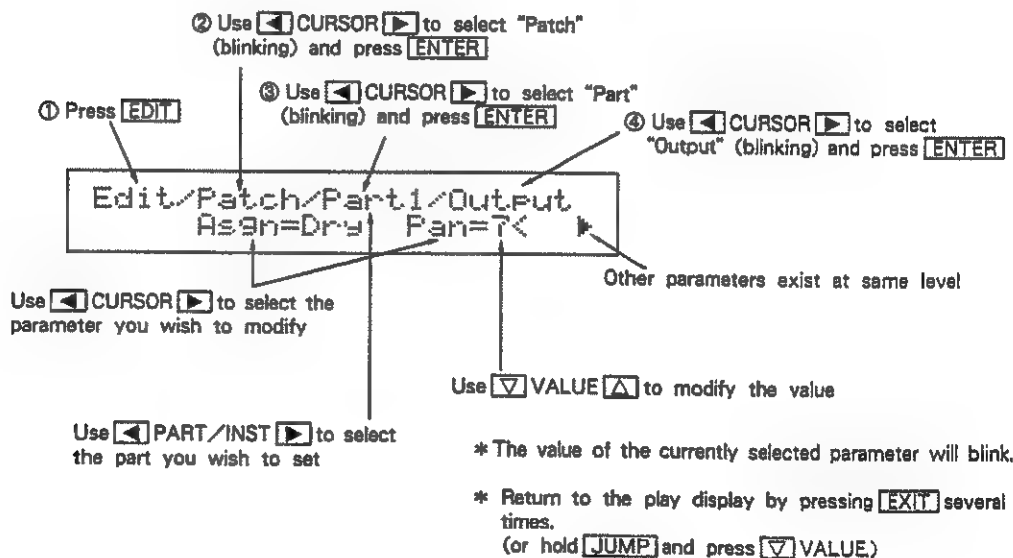 ② Use ◀ CURSOR ▶ to select "Patch"
(blinking) and press ENTER
① Press EDIT
③ Use ◀ CURSOR ▶ to select "Part"
(blinking) and press ENTER
④ Use ◀ CURSOR ▶ to select
"Output" (blinking) and press ENTER
Edit/Patch/Part1/Output
Asgn=Dry Pan=7< ▶
Other parameters exist at same level
Use ◀ CURSOR ▶ to select the
parameter you wish to modify
Use ▽ VALUE △ to modify the value
Use ◀ PART/INST ▶ to select
the part you wish to set
* The value of the currently selected parameter will blink.
* Return to the play display by pressing EXIT several
times.
(or hold JUMP and press ▽ VALUE)